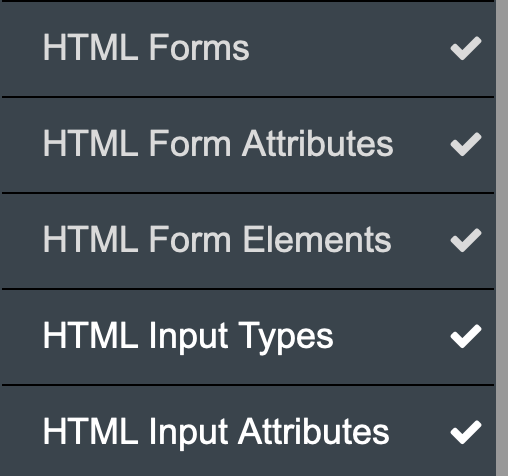 HTML Forms
HTML Form Attributes
HTML Form Elements
HTML Input Types
HTML Input Attributes